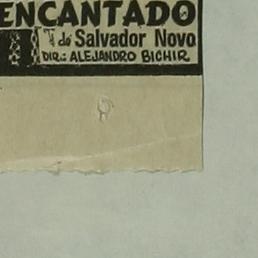 ENCANTADO
de Salvador Novo
DIR.: ALEJANDRO BICHIR